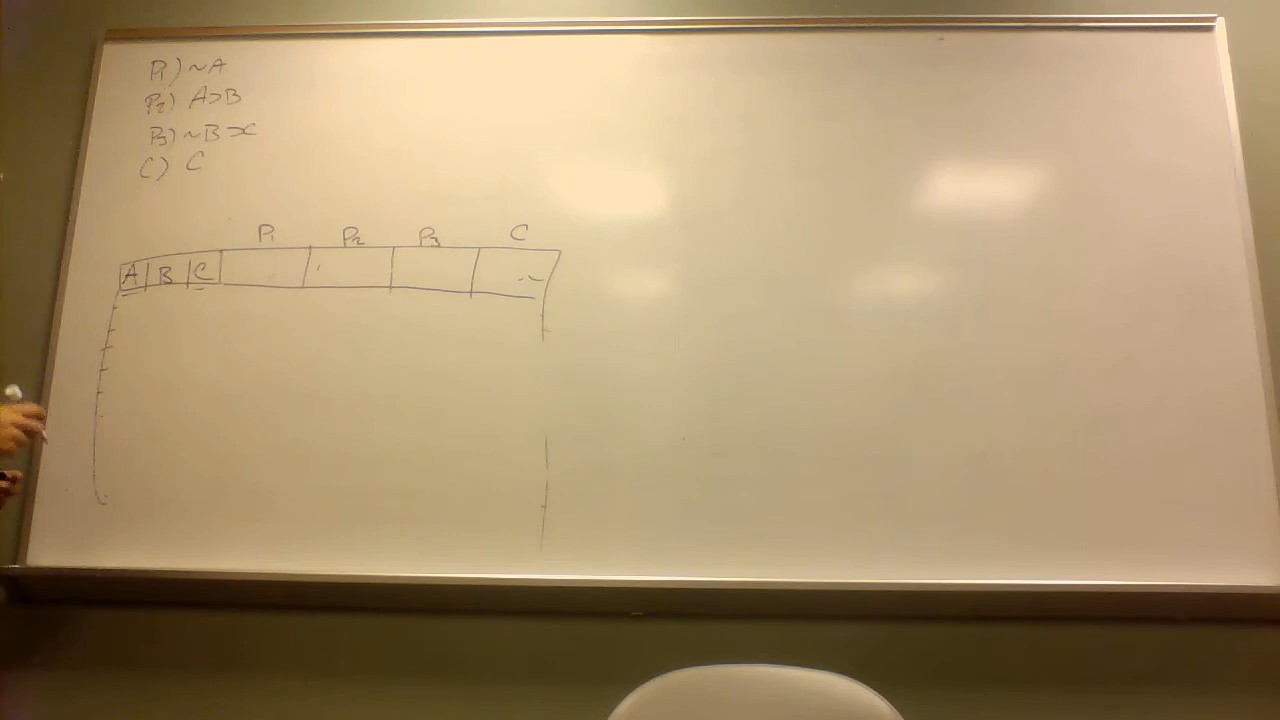 P1) ~A
P2) A⊃B
P3) ~B⊃C
C) C
P1 P2 P3 C
A B C